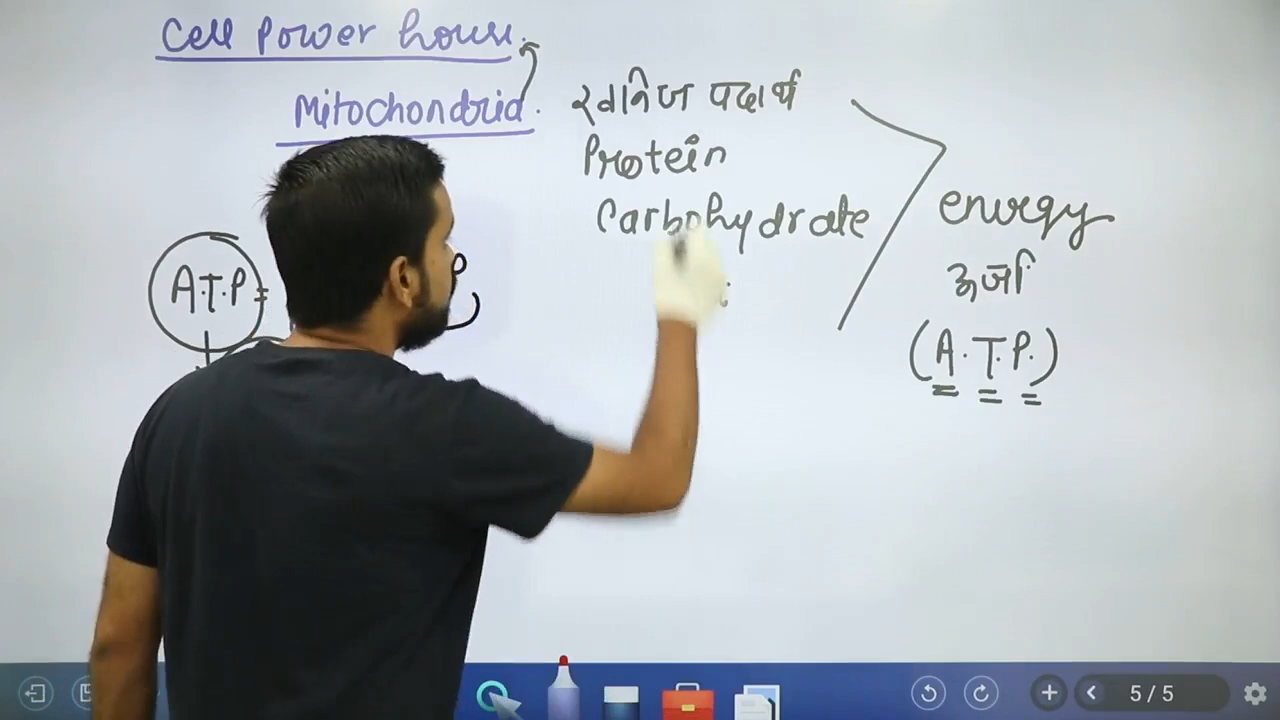 Cell Power house.
Mitochondria.
खनिज पदार्थ
Protein
Carbohydrate
energy
ऊर्जा
(A.T.P.)
A.T.P
5/5